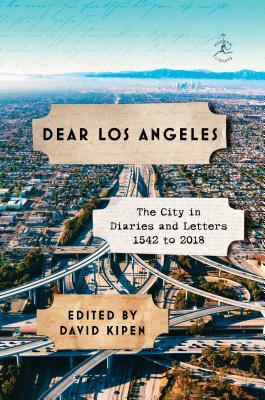 DEAR LOS ANGELES
The City in
Diaries and Letters
1542 to 2018
EDITED BY
DAVID KIPEN